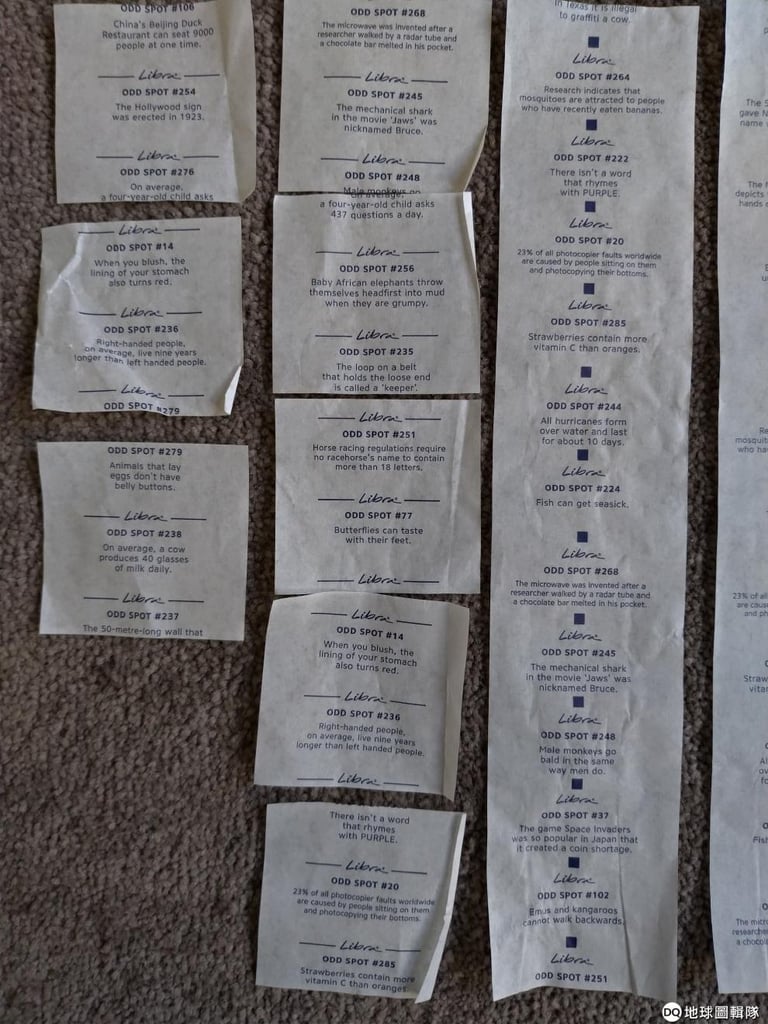 ODD SPOT #106
China's Beijing Duck
Restaurant can seat 9000
people at one time.
Libra
ODD SPOT #254
The Hollywood sign
was erected in 1923.
Libra
ODD SPOT #276
On average,
a four-year-old child asks
Libra
ODD SPOT #14
When you blush, the
lining of your stomach
also turns red.
Libra
ODD SPOT #236
Right-handed people,
on average, live nine years
longer than left handed people.
Libra
ODD SPOT #279
ODD SPOT #279
Animals that lay
eggs don't have
belly buttons.
Libra
ODD SPOT #238
On average, a cow
produces 40 glasses
of milk daily.
Libra
ODD SPOT #237
The 50-metre-long wall that
ODD SPOT #268
The microwave was invented after a
researcher walked by a radar tube and
a chocolate bar melted in his pocket.
Libra
ODD SPOT #245
The mechanical shark
in the movie 'Jaws' was
nicknamed Bruce.
Libra
ODD SPOT #248
Male monkeys go
On average,
a four-year-old child asks
437 questions a day.
Libra
ODD SPOT #256
Baby African elephants throw
themselves headfirst into mud
when they are grumpy.
Libra
ODD SPOT #235
The loop on a belt
that holds the loose end
is called a 'keeper'.
Libra
ODD SPOT #251
Horse racing regulations require
no racehorse's name to contain
more than 18 letters.
Libra
ODD SPOT #77
Butterflies can taste
with their feet.
Libra
Libra
ODD SPOT #14
When you blush, the
lining of your stomach
also turns red.
Libra
ODD SPOT #236
Right-handed people,
on average, live nine years
longer than left handed people.
Libra
There isn't a word
that rhymes
with PURPLE.
Libra
ODD SPOT #20
23% of all photocopier faults worldwide
are caused by people sitting on them
and photocopying their bottoms.
Libra
ODD SPOT #285
Strawberries contain more
vitamin C than oranges.
in Texas it is illegal
to graffiti a cow.
Libra
ODD SPOT #264
Research indicates that
mosquitoes are attracted to people
who have recently eaten bananas.
Libra
ODD SPOT #222
There isn't a word
that rhymes
with PURPLE.
Libra
ODD SPOT #20
23% of all photocopier faults worldwide
are caused by people sitting on them
and photocopying their bottoms.
Libra
ODD SPOT #285
Strawberries contain more
vitamin C than oranges.
Libra
ODD SPOT #244
All hurricanes form
over water and last
for about 10 days.
Libra
ODD SPOT #224
Fish can get seasick.
Libra
ODD SPOT #268
The microwave was invented after a
researcher walked by a radar tube and
a chocolate bar melted in his pocket.
Libra
ODD SPOT #245
The mechanical shark
in the movie 'Jaws' was
nicknamed Bruce.
Libra
ODD SPOT #248
Male monkeys go
bald in the same
way men do.
Libra
ODD SPOT #37
The game Space Invaders
was so popular in Japan that
it created a coin shortage.
Libra
ODD SPOT #102
Emus and kangaroos
cannot walk backwards.
Libra
ODD SPOT #251
The
gave
name
The
depicts
hands
who
23% of all
are
Fish
The
researcher
a
DQ 地球圖輯隊